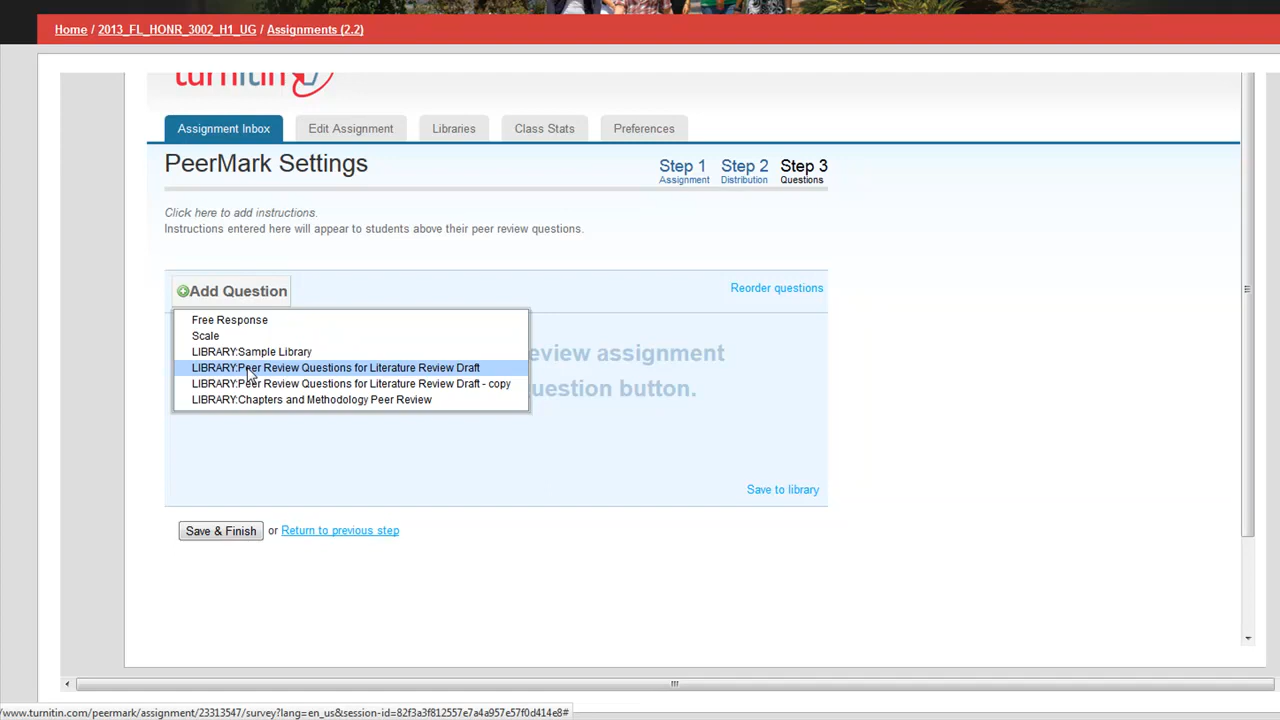 Home / 2013_FL_HONR_3002_H1_UG / Assignments (2.2)
turnitin
Assignment Inbox
Edit Assignment
Libraries
Class Stats
Preferences
PeerMark Settings
Step 1
Assignment
Step 2
Distribution
Step 3
Questions
Click here to add instructions.
Instructions entered here will appear to students above their peer review questions.
Add Question
Reorder questions
Free Response
Scale
LIBRARY:Sample Library
LIBRARY:Peer Review Questions for Literature Review Draft
LIBRARY:Peer Review Questions for Literature Review Draft - copy
LIBRARY:Chapters and Methodology Peer Review
eview assignment
uestion button.
Save to library
Save & Finish or Return to previous step
/www.turnitin.com/peermark/assignment/23313547/survey?lang=en_us&session-id=82f3a3f812557e7a4a957e57f0d414e8#